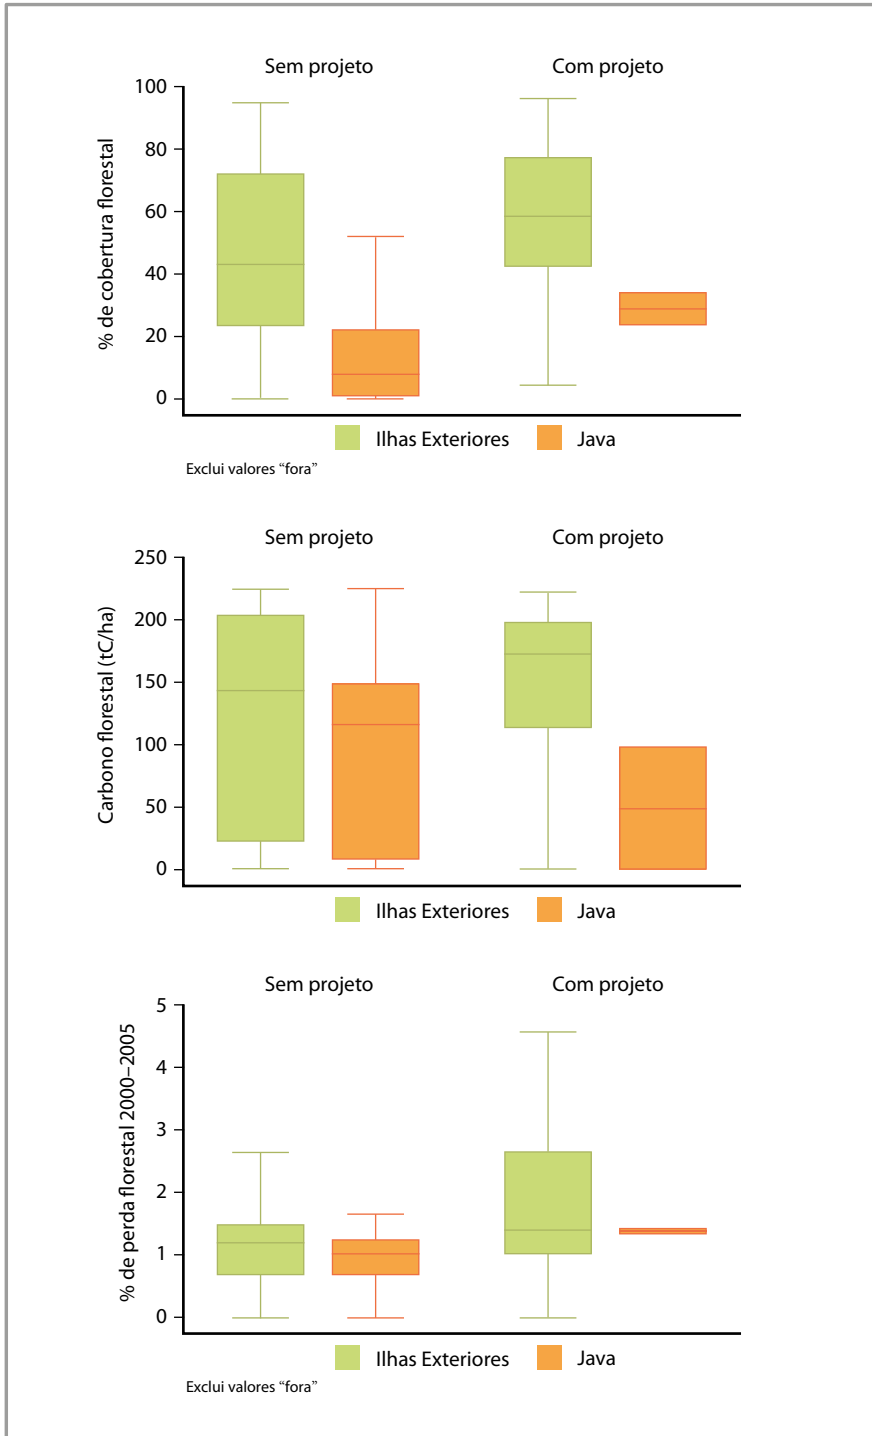 Sem projeto Com projeto
% de cobertura florestal
100
80
60
40
20
0
Ilhas Exteriores Java
Exclui valores “fora”
Sem projeto Com projeto
Carbono florestal (tC/ha)
250
200
150
100
50
0
Ilhas Exteriores Java
Sem projeto Com projeto
% de perda florestal 2000–2005
5
4
3
2
1
0
Ilhas Exteriores Java
Exclui valores “fora”